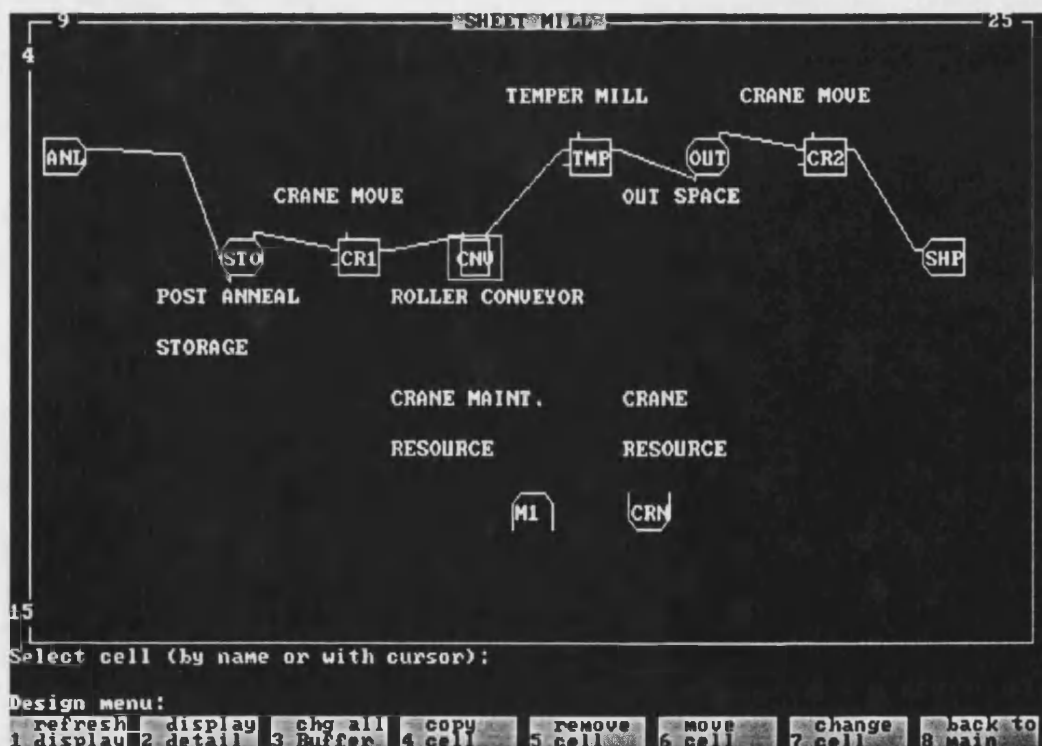 9 SHEET MILL 25
4
TEMPER MILL CRANE MOVE
ANL TMP OUT CR2
CRANE MOVE OUT SPACE
STO CR1 CNV SHP
POST ANNEAL ROLLER CONVEYOR
STORAGE
CRANE MAINT. CRANE
RESOURCE RESOURCE
M1 CRN
15
Select cell (by name or with cursor):
Design menu:
refresh display chg all copy remove move change back to
1 display 2 detail 3 Buffer 4 cell 5 cell 6 cell 7 cell 8 main